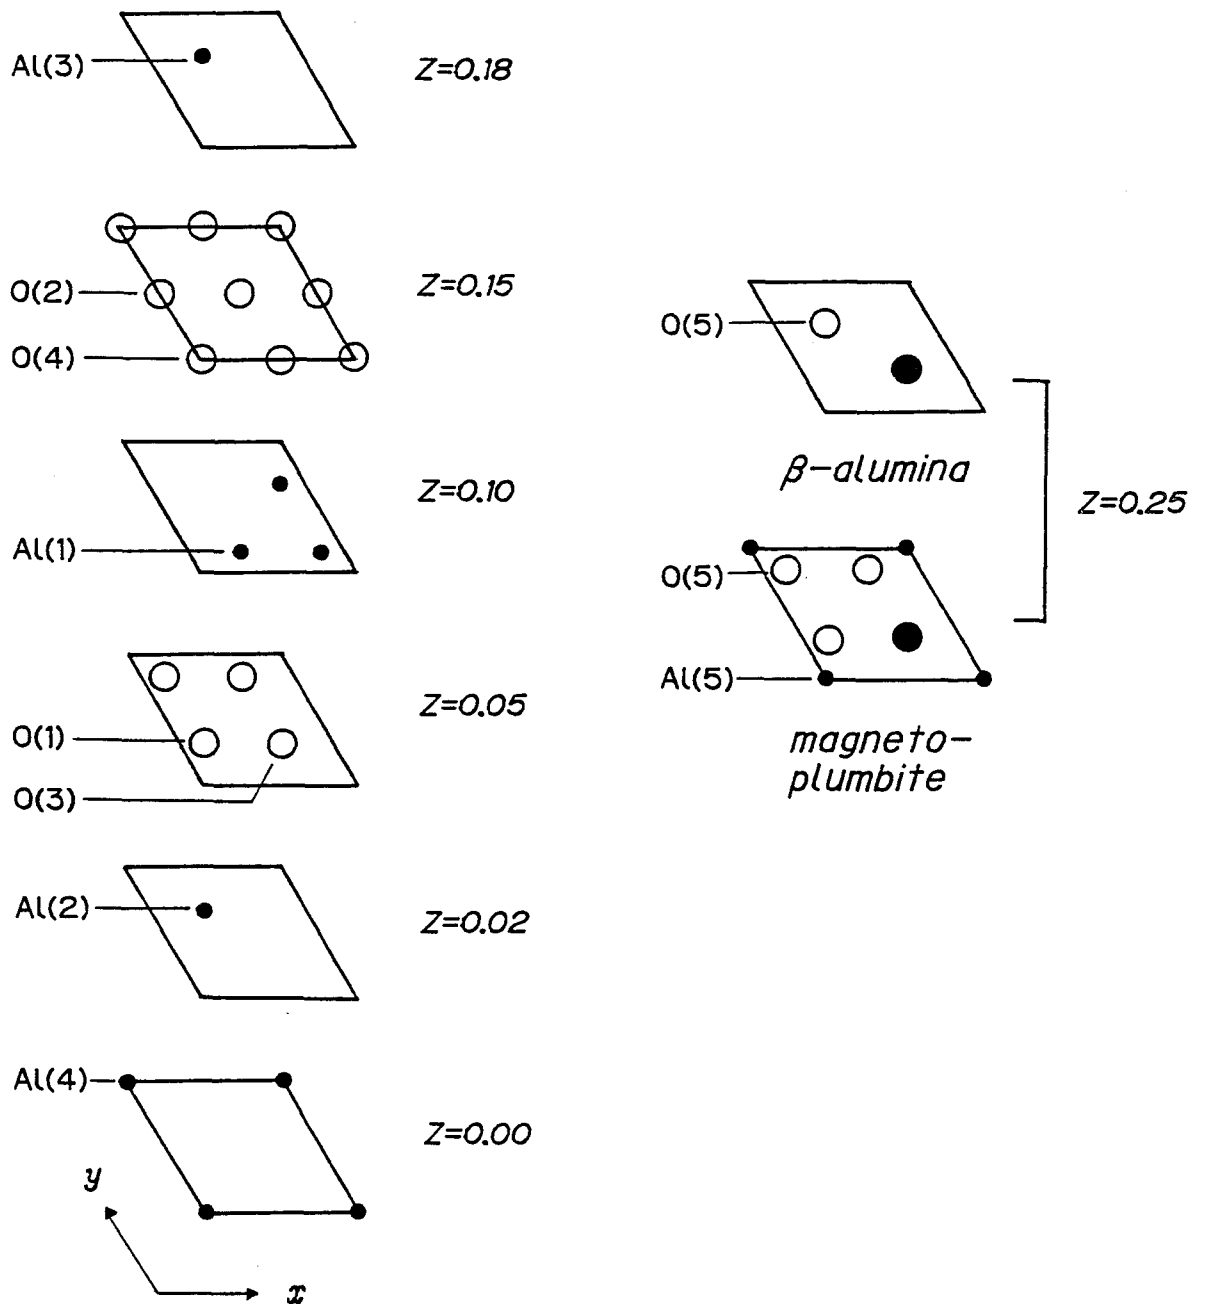 Al(3)
Z=0.18
O(2)
Z=0.15
O(4)
Al(1)
Z=0.10
O(1)
Z=0.05
O(3)
Al(2)
Z=0.02
Al(4)
Z=0.00
y
x
O(5)
β-alumina
Z=0.25
O(5)
Al(5)
magneto-
plumbite